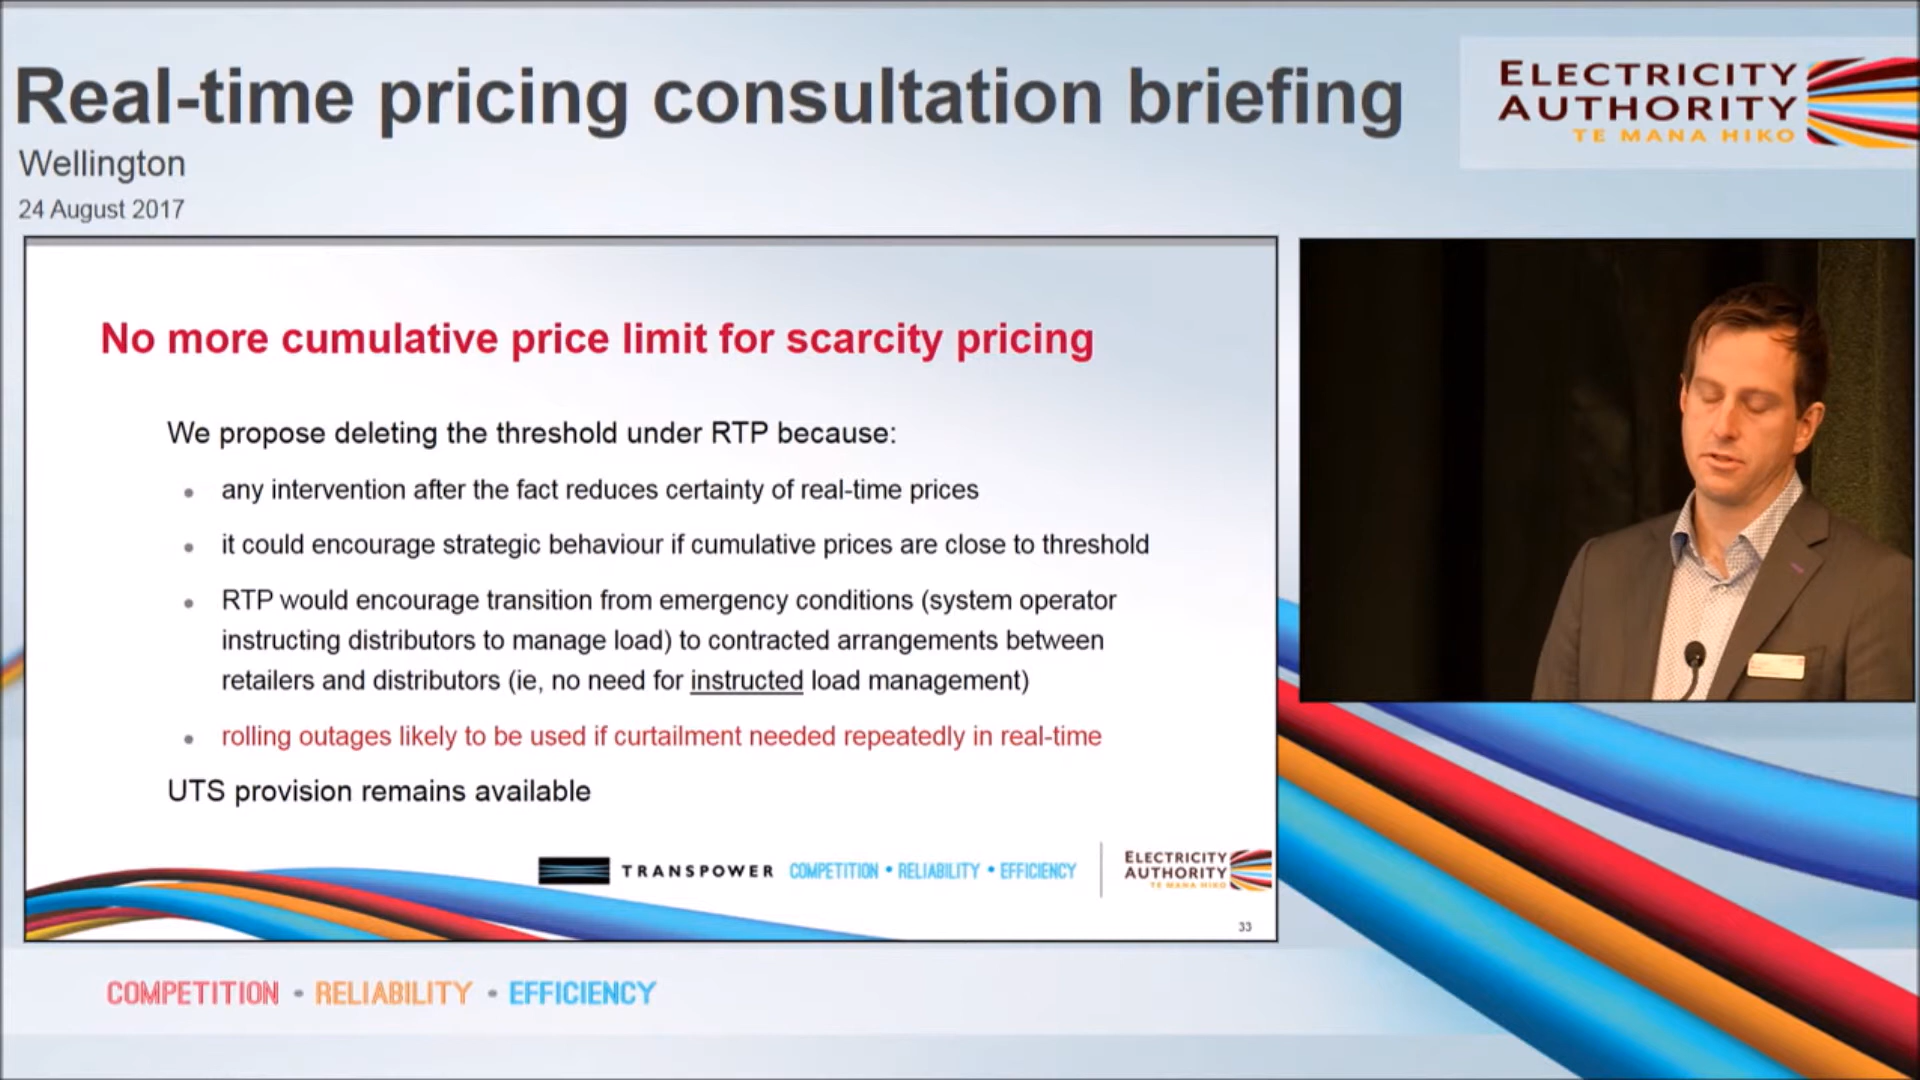 Real-time pricing consultation briefing
Wellington
24 August 2017
ELECTRICITY
AUTHORITY
TE MANA HIKO
No more cumulative price limit for scarcity pricing
We propose deleting the threshold under RTP because:
• any intervention after the fact reduces certainty of real-time prices
• it could encourage strategic behaviour if cumulative prices are close to threshold
• RTP would encourage transition from emergency conditions (system operator
instructing distributors to manage load) to contracted arrangements between
retailers and distributors (ie, no need for instructed load management)
• rolling outages likely to be used if curtailment needed repeatedly in real-time
UTS provision remains available
TRANSPOWER COMPETITION • RELIABILITY • EFFICIENCY
ELECTRICITY
AUTHORITY
TE MANA HIKO
33
COMPETITION • RELIABILITY • EFFICIENCY